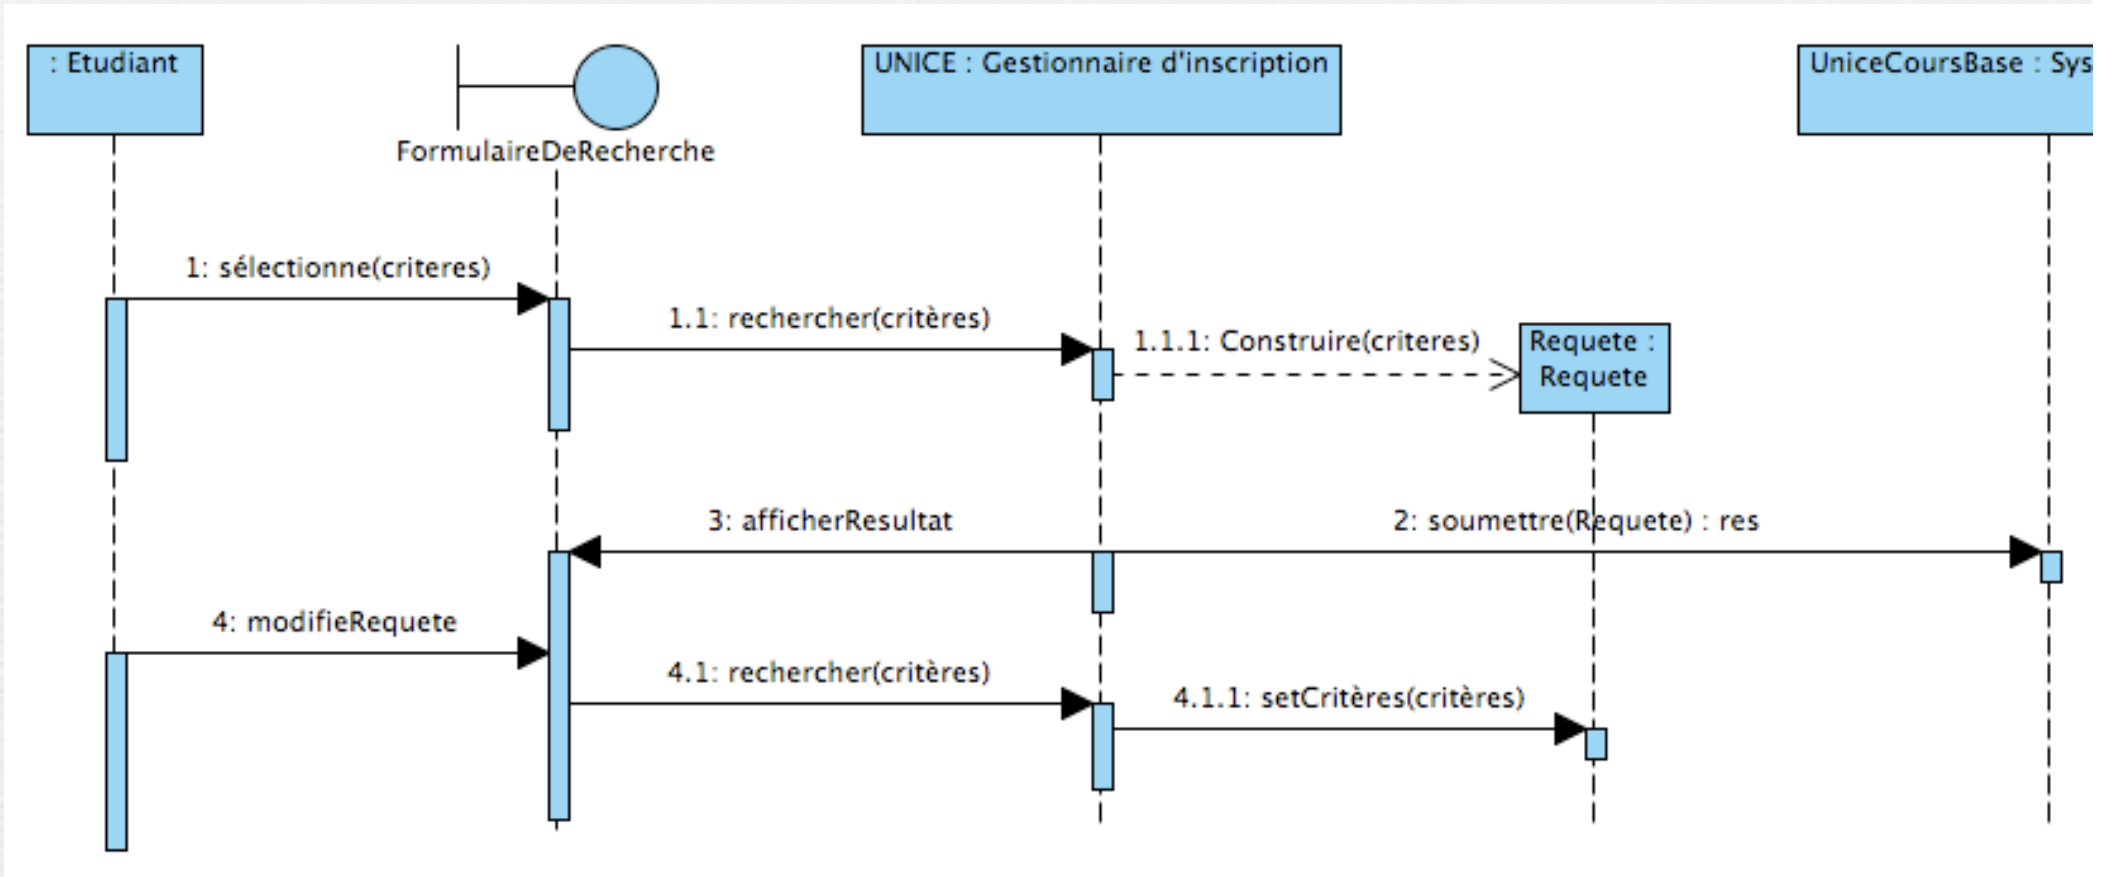 : Etudiant
FormulaireDeRecherche
UNICE : Gestionnaire d'inscription
UniceCoursBase : Sys
1: sélectionne(criteres)
1.1: rechercher(critères)
1.1.1: Construire(criteres)
Requete :
Requete
3: afficherResultat
2: soumettre(Requete) : res
4: modifieRequete
4.1: rechercher(critères)
4.1.1: setCritères(critères)